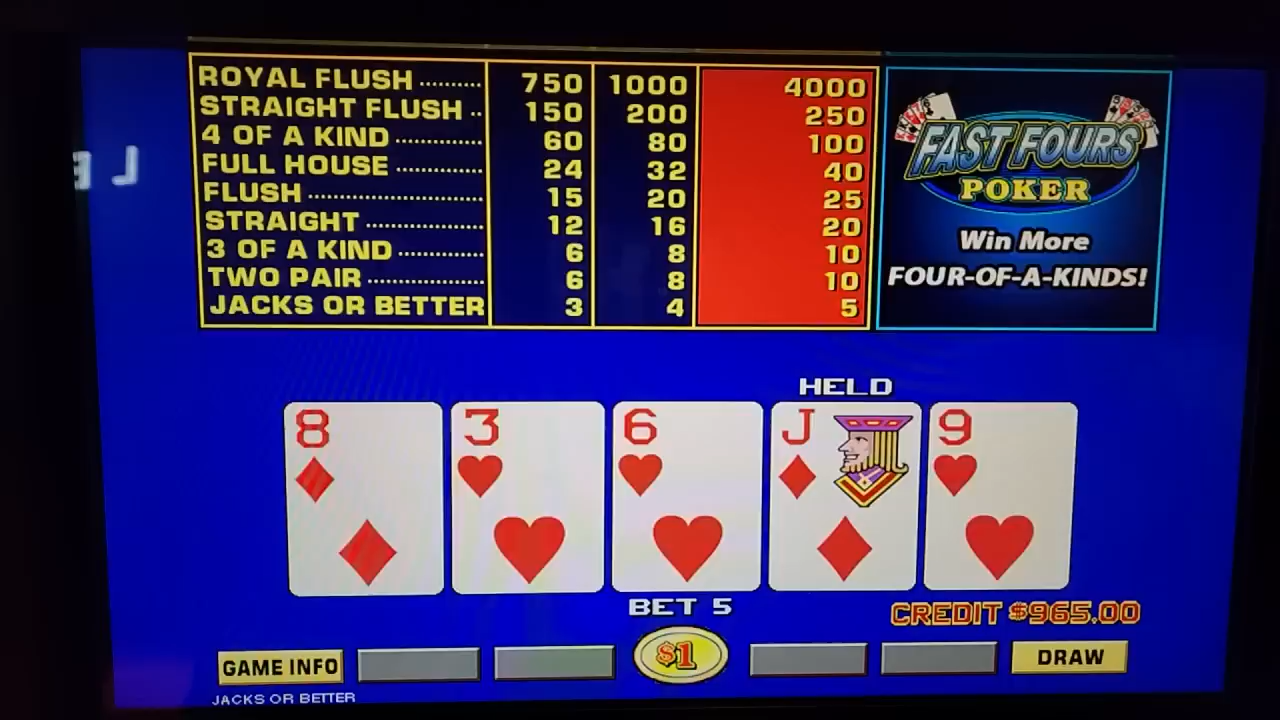 ROYAL FLUSH ........ 750 1000 4000
STRAIGHT FLUSH .. 150 200 250
4 OF A KIND ............ 60 80 100
FULL HOUSE ............ 24 32 40
FLUSH ........................ 15 20 25
STRAIGHT ................ 12 16 20
3 OF A KIND ............ 6 8 10
TWO PAIR ................ 6 8 10
JACKS OR BETTER 3 4 5
FAST FOURS
POKER
Win More
FOUR-OF-A-KINDS!
HELD
8 3 6 J 9
BET 5
CREDIT $965.00
GAME INFO
$1
DRAW
JACKS OR BETTER